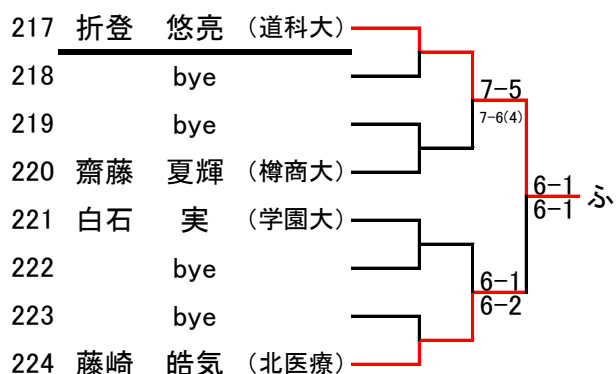 217 折登 悠亮 (道科大)
218 bye
7-5
219 bye
7-6(4)
220 齋藤 夏輝 (樽商大)
6-1
6-1
ふ
221 白石 実 (学園大)
222 bye
6-1
6-2
223 bye
224 藤崎 皓気 (北医療)